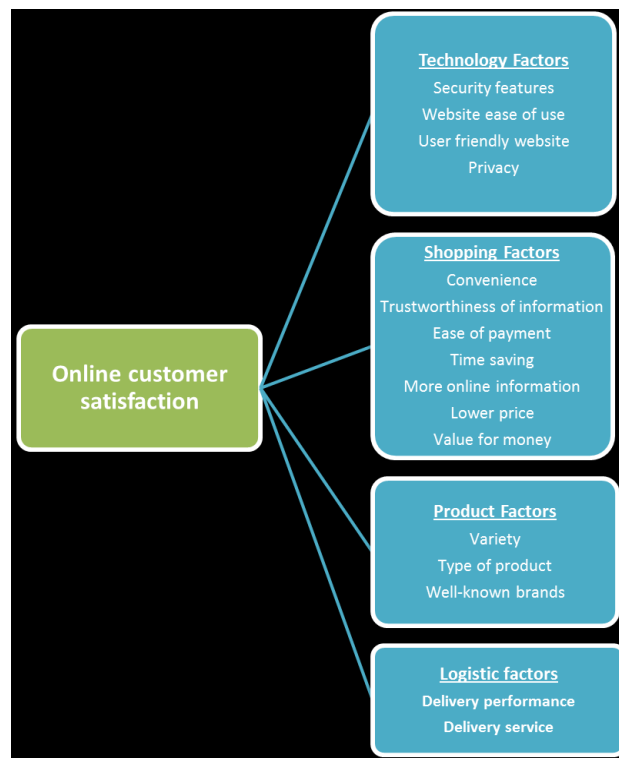 Technology Factors
Security features
Website ease of use
User friendly website
Privacy
Shopping Factors
Convenience
Trustworthiness of information
Ease of payment
Time saving
More online information
Lower price
Value for money
Online customer
satisfaction
Product Factors
Variety
Type of product
Well-known brands
Logistic factors
Delivery performance
Delivery service